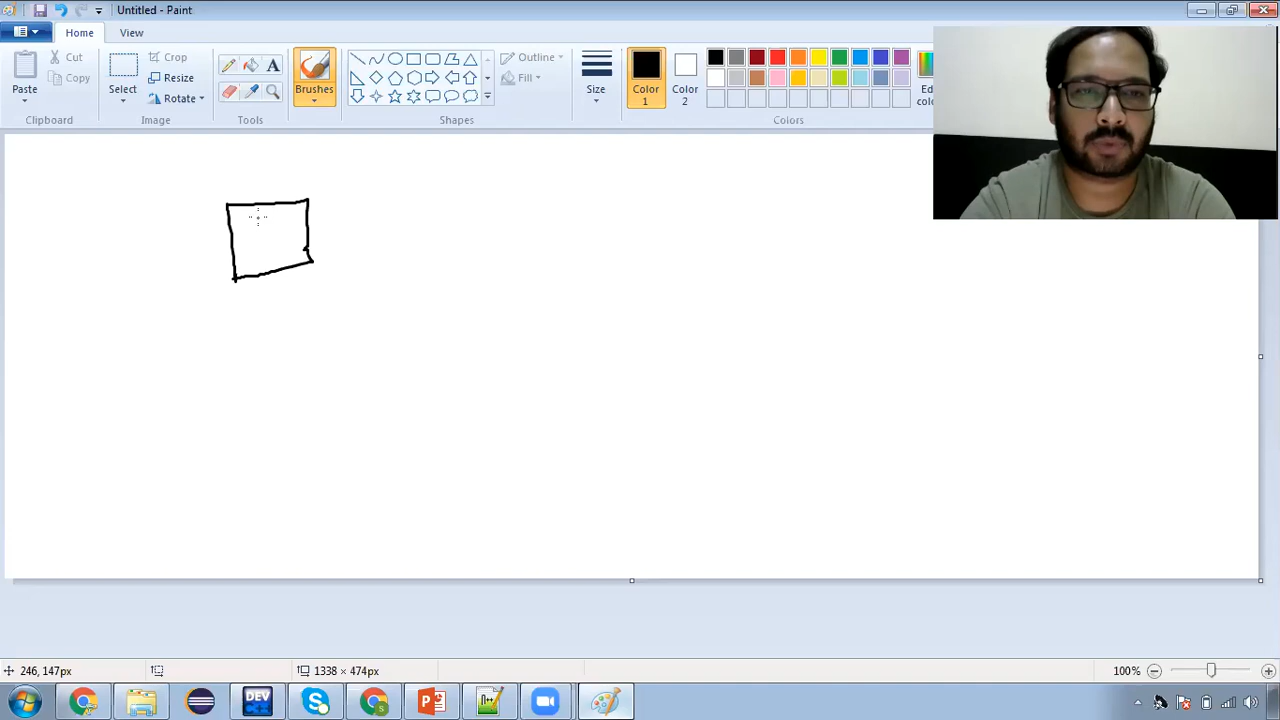 Untitled - Paint
Home View
Paste
Cut
Copy
Clipboard
Select
Crop
Resize
Rotate
Image
A
Tools
Brushes
Shapes
Outline
Fill
Size
Color 1
Color 2
Colors
246, 147px
1338 × 474px
100%
DEV
C++
S